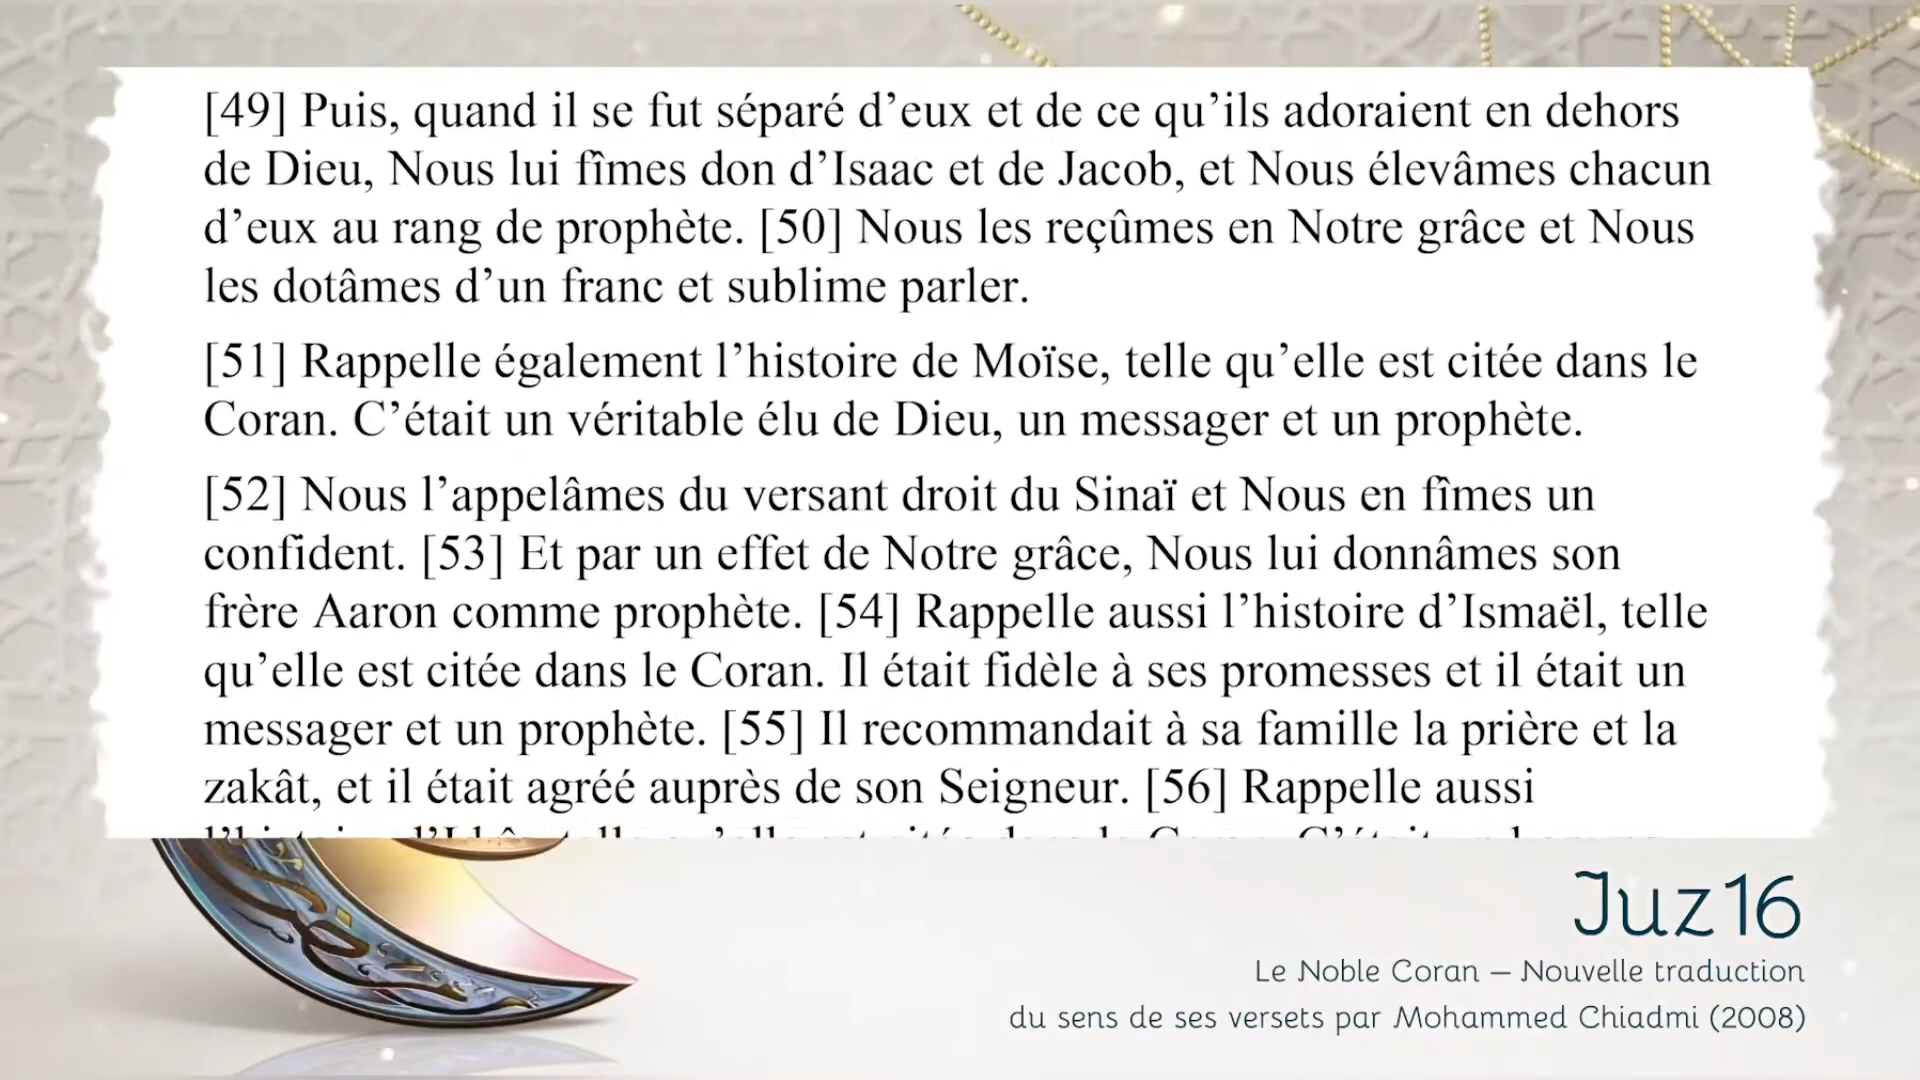 [49] Puis, quand il se fut séparé d’eux et de ce qu’ils adoraient en dehors
de Dieu, Nous lui fîmes don d’Isaac et de Jacob, et Nous élevâmes chacun
d’eux au rang de prophète. [50] Nous les reçûmes en Notre grâce et Nous
les dotâmes d’un franc et sublime parler.
[51] Rappelle également l’histoire de Moïse, telle qu’elle est citée dans le
Coran. C’était un véritable élu de Dieu, un messager et un prophète.
[52] Nous l’appelâmes du versant droit du Sinaï et Nous en fîmes un
confident. [53] Et par un effet de Notre grâce, Nous lui donnâmes son
frère Aaron comme prophète. [54] Rappelle aussi l’histoire d’Ismaël, telle
qu’elle est citée dans le Coran. Il était fidèle à ses promesses et il était un
messager et un prophète. [55] Il recommandait à sa famille la prière et la
zakât, et il était agréé auprès de son Seigneur. [56] Rappelle aussi
Juz 16
Le Noble Coran – Nouvelle traduction
du sens de ses versets par Mohammed Chiadmi (2008)